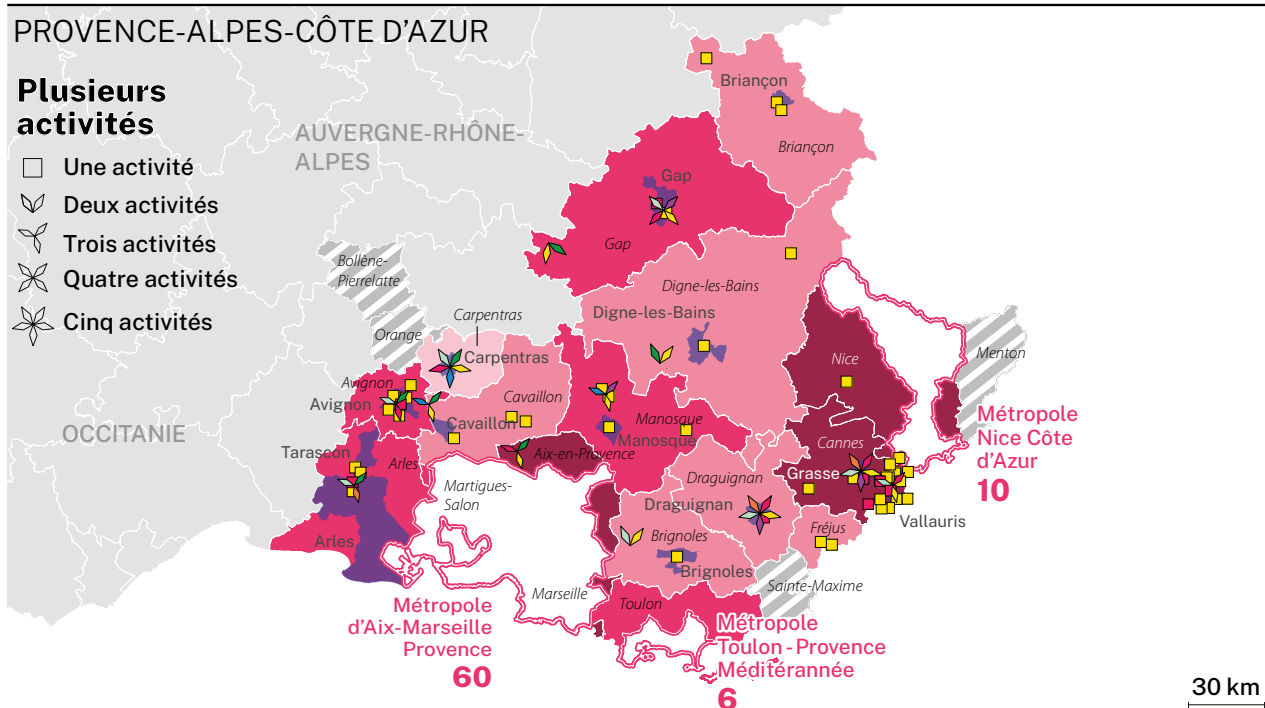 PROVENCE-ALPES-CÔTE D’AZUR
Plusieurs
activités
Une activité
Deux activités
Trois activités
Quatre activités
Cinq activités
AUVERGNE-RHÔNE-
ALPES
OCCITANIE
Briançon
Briançon
Gap
Gap
Bollène-
Pierrelatte
Orange
Carpentras
Carpentras
Digne-les-Bains
Digne-les-Bains
Avignon
Avignon
Cavaillon
Cavaillon
Manosque
Manosque
Nice
Menton
Métropole
Nice Côte
d’Azur
10
Tarascon
Arles
Arles
Aix-en-Provence
Martigues-
Salon
Cannes
Grasse
Vallauris
Draguignan
Draguignan
Fréjus
Brignoles
Brignoles
Sainte-Maxime
Marseille
Toulon
Métropole
d’Aix-Marseille
Provence
60
Métropole
Toulon - Provence
Méditérannée
6
30 km